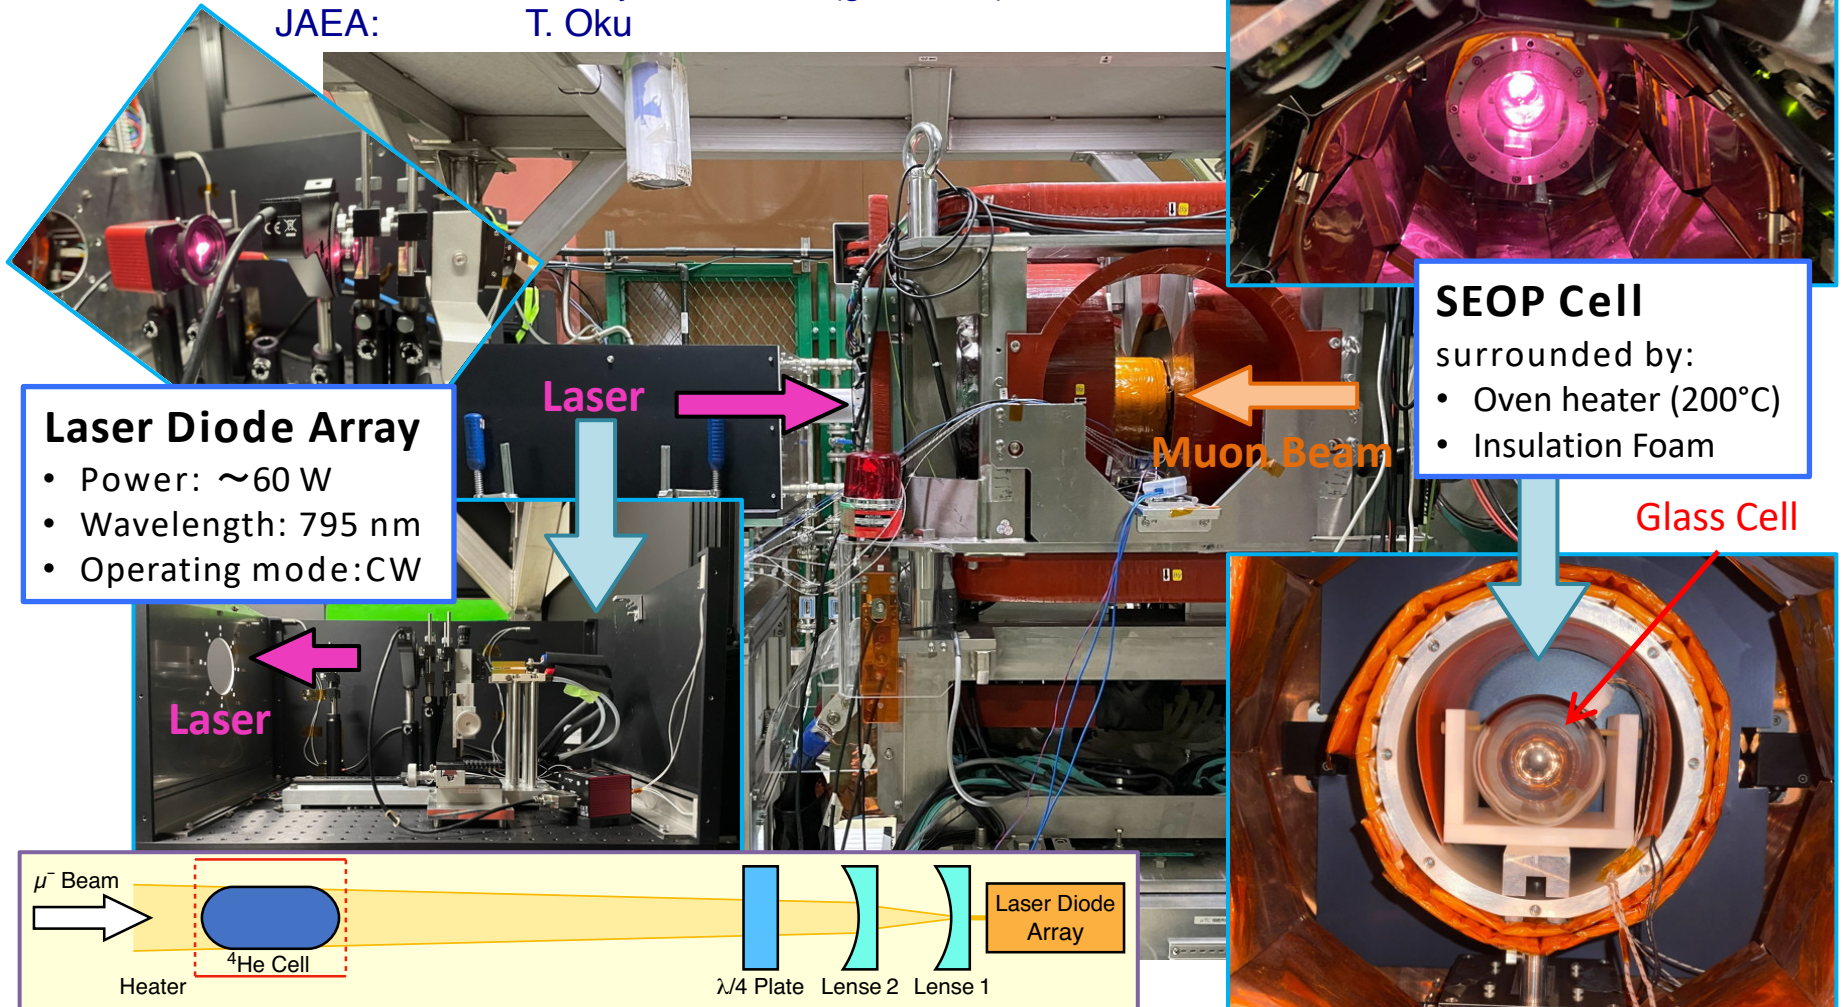 JAEA: T. Oku
Laser Diode Array
• Power: ～60 W
• Wavelength: 795 nm
• Operating mode:CW
Laser
Muon Beam
SEOP Cell
surrounded by:
• Oven heater (200°C)
• Insulation Foam
Glass Cell
Laser
μ⁻ Beam
⁴He Cell
Heater
λ/4 Plate
Lense 2
Lense 1
Laser Diode
Array